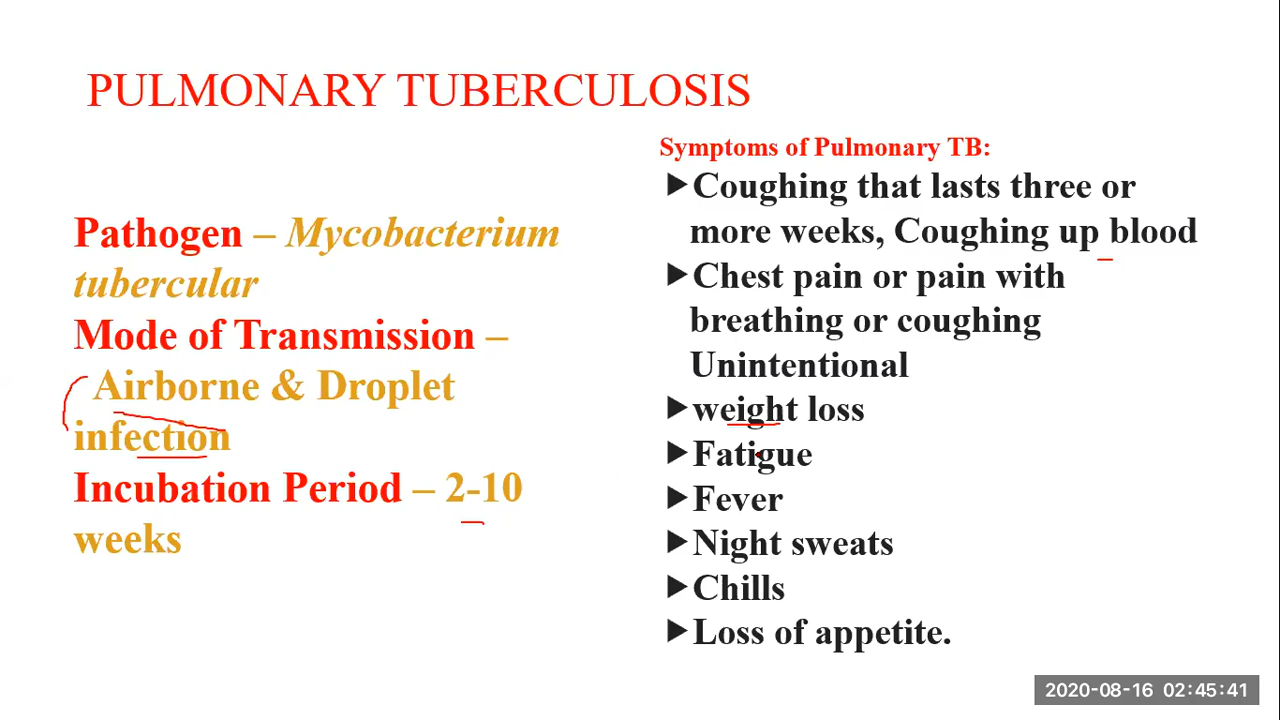 PULMONARY TUBERCULOSIS
Pathogen – Mycobacterium
tubercular
Mode of Transmission –
Airborne & Droplet
infection
Incubation Period – 2-10
weeks
Symptoms of Pulmonary TB:
▶Coughing that lasts three or
more weeks, Coughing up blood
▶Chest pain or pain with
breathing or coughing
Unintentional
▶weight loss
▶Fatigue
▶Fever
▶Night sweats
▶Chills
▶Loss of appetite.
2020-08-16 02:45:41